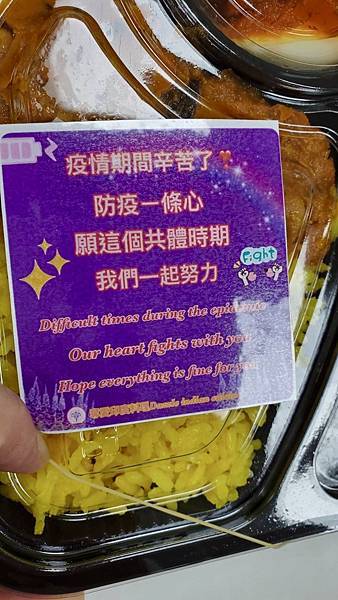 疫情期間辛苦了
防疫一條心
願這個共體時期
我們一起努力
Fight
Difficult times during the epidemic
Our heart fights with you
Hope everything is fine for you
indian